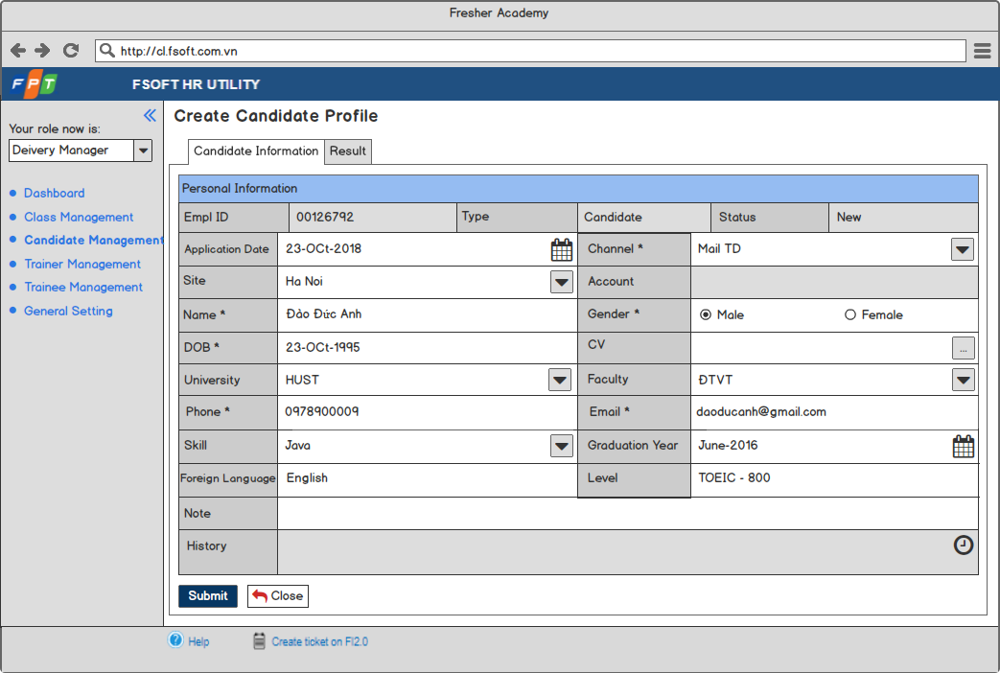 Fresher Academy
http://cl.fsoft.com.vn
FPT FSOFT HR UTILITY
Your role now is:
Deivery Manager
Dashboard
Class Management
Candidate Management
Trainer Management
Trainee Management
General Setting
Create Candidate Profile
Candidate Information Result
Personal Information
Empl ID 00126792 Type Candidate Status New
Application Date 23-OCt-2018 Channel * Mail TD
Site Ha Noi Account
Name * Đào Đức Anh Gender * Male Female
DOB * 23-OCt-1995 CV ...
University HUST Faculty ĐTVT
Phone * 0978900009 Email * daoducanh@gmail.com
Skill Java Graduation Year June-2016
Foreign Language English Level TOEIC - 800
Note
History
Submit Close
? Help Create ticket on FI2.0